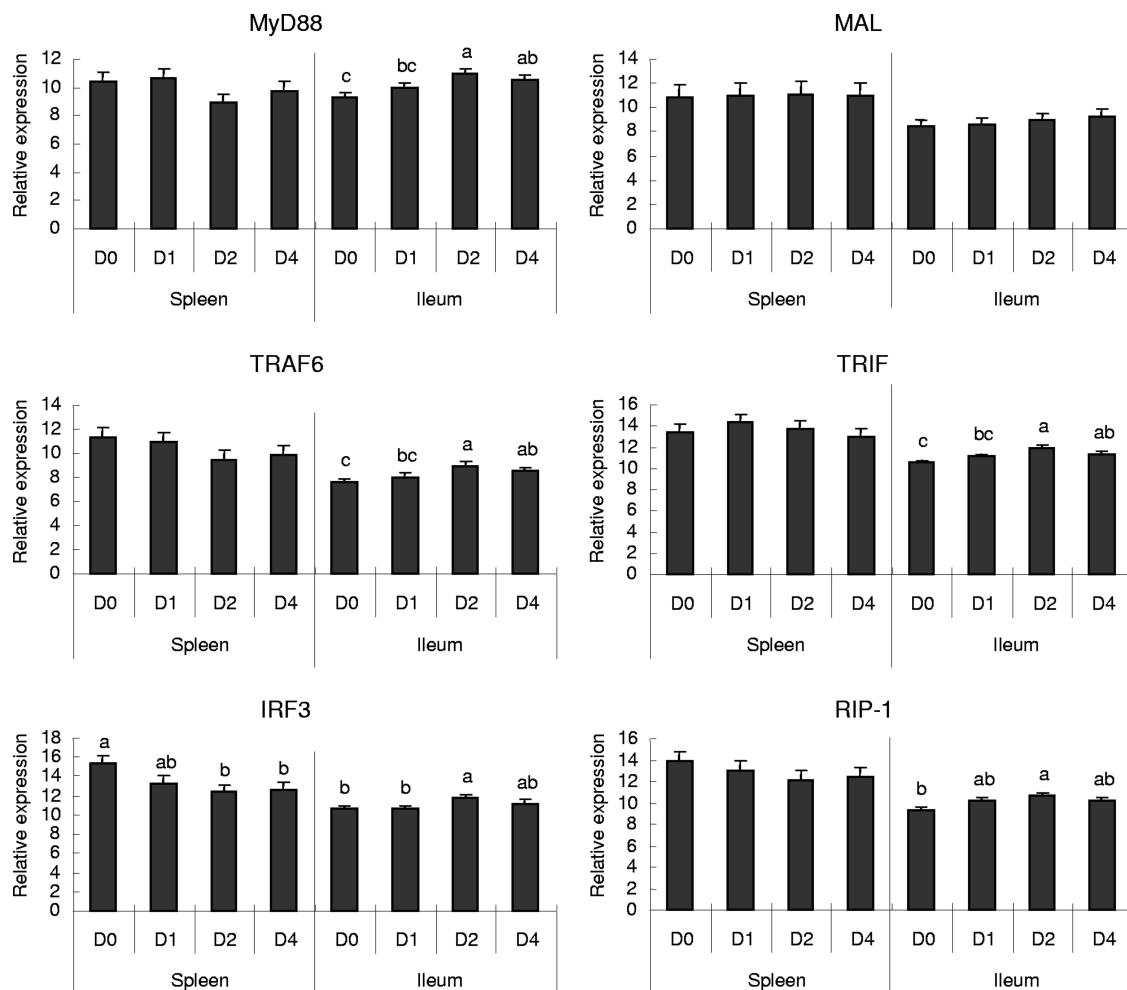 MyD88
Relative expression
12
10
8
6
4
2
0
c bc a ab
D0 D1 D2 D4 D0 D1 D2 D4
Spleen Ileum
MAL
Relative expression
14
12
10
8
6
4
2
0
D0 D1 D2 D4 D0 D1 D2 D4
Spleen Ileum
TRAF6
Relative expression
14
12
10
8
6
4
2
0
c bc a ab
D0 D1 D2 D4 D0 D1 D2 D4
Spleen Ileum
TRIF
Relative expression
16
14
12
10
8
6
4
2
0
c bc a ab
D0 D1 D2 D4 D0 D1 D2 D4
Spleen Ileum
IRF3
Relative expression
18
16
14
12
10
8
6
4
2
0
a ab b b b b a ab
D0 D1 D2 D4 D0 D1 D2 D4
Spleen Ileum
RIP-1
Relative expression
16
14
12
10
8
6
4
2
0
b ab a ab
D0 D1 D2 D4 D0 D1 D2 D4
Spleen Ileum